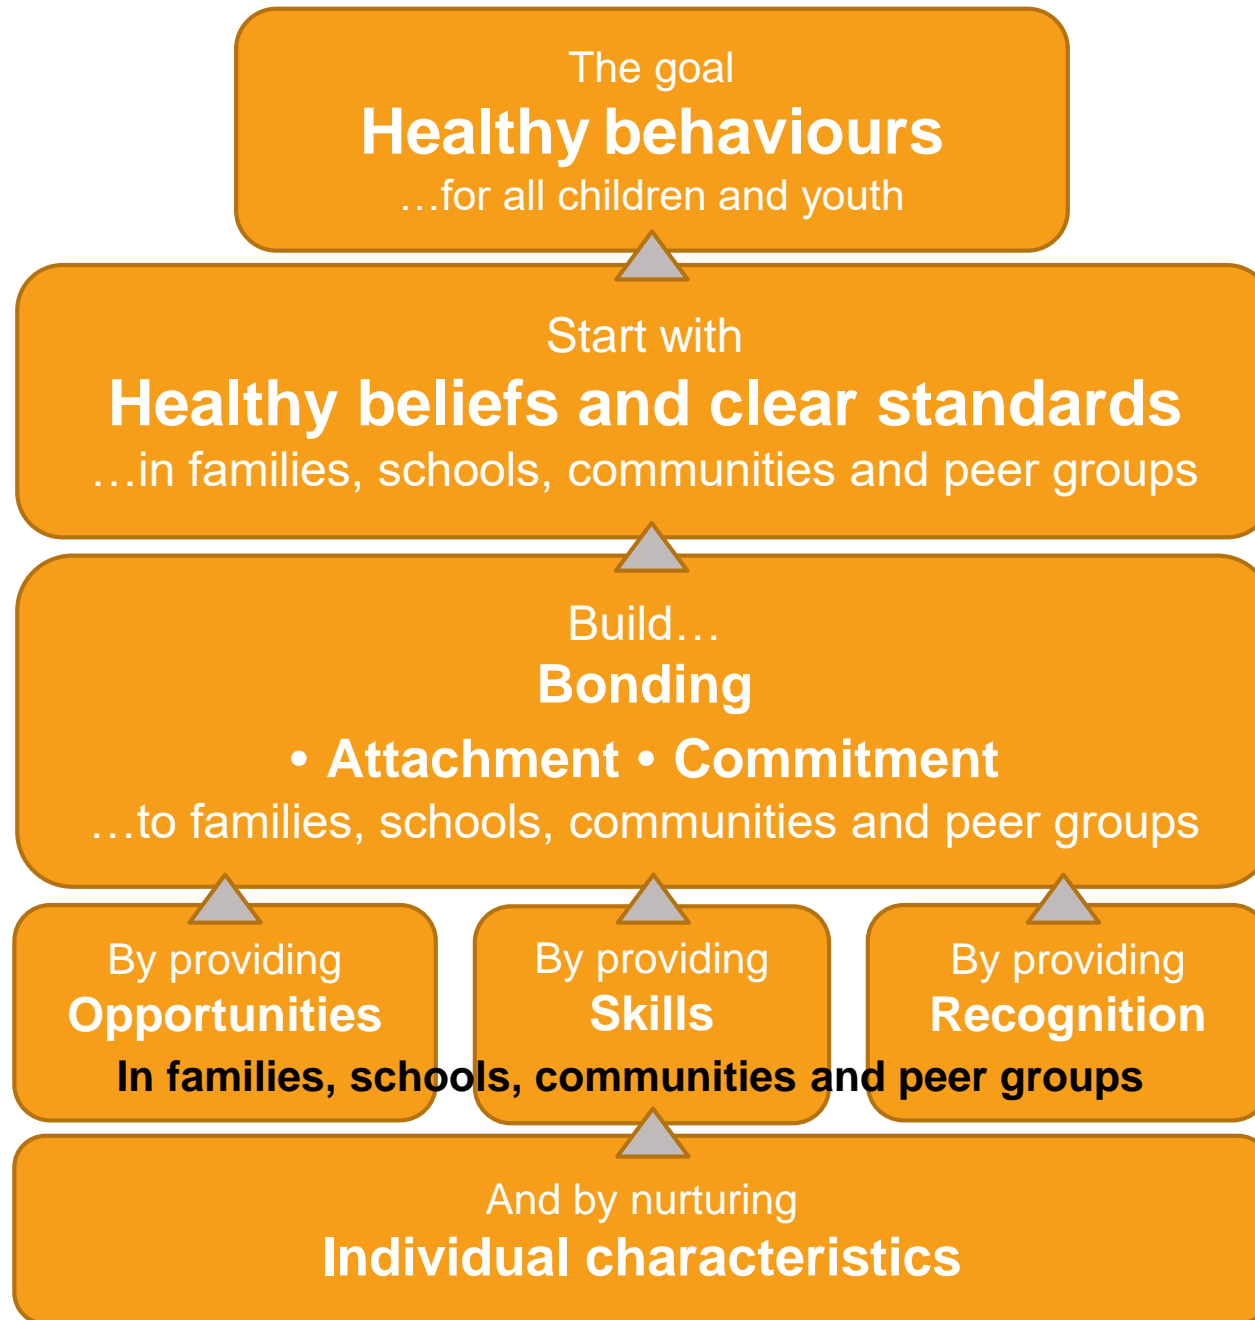 The goal
Healthy behaviours
…for all children and youth
Start with
Healthy beliefs and clear standards
…in families, schools, communities and peer groups
Build…
Bonding
• Attachment • Commitment
…to families, schools, communities and peer groups
By providing
Opportunities
By providing
Skills
By providing
Recognition
In families, schools, communities and peer groups
And by nurturing
Individual characteristics